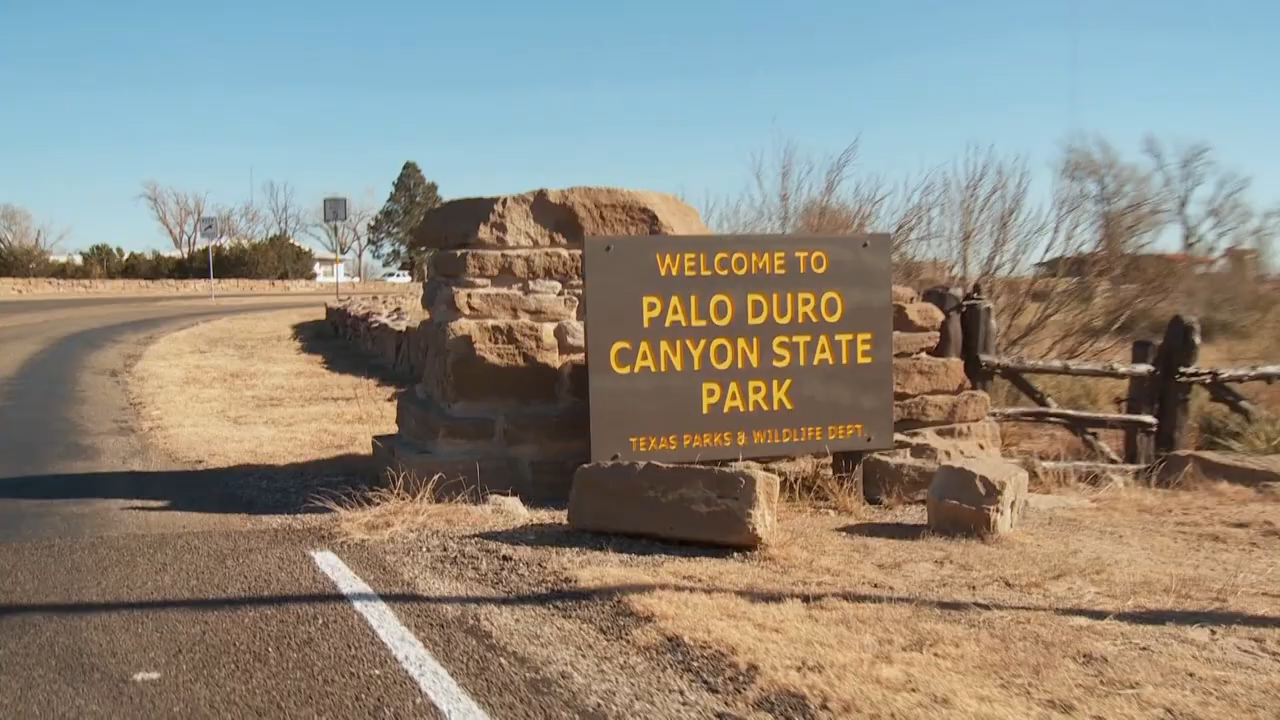 WELCOME TO
PALO DURO
CANYON STATE
PARK
TEXAS PARKS & WILDLIFE DEPT.